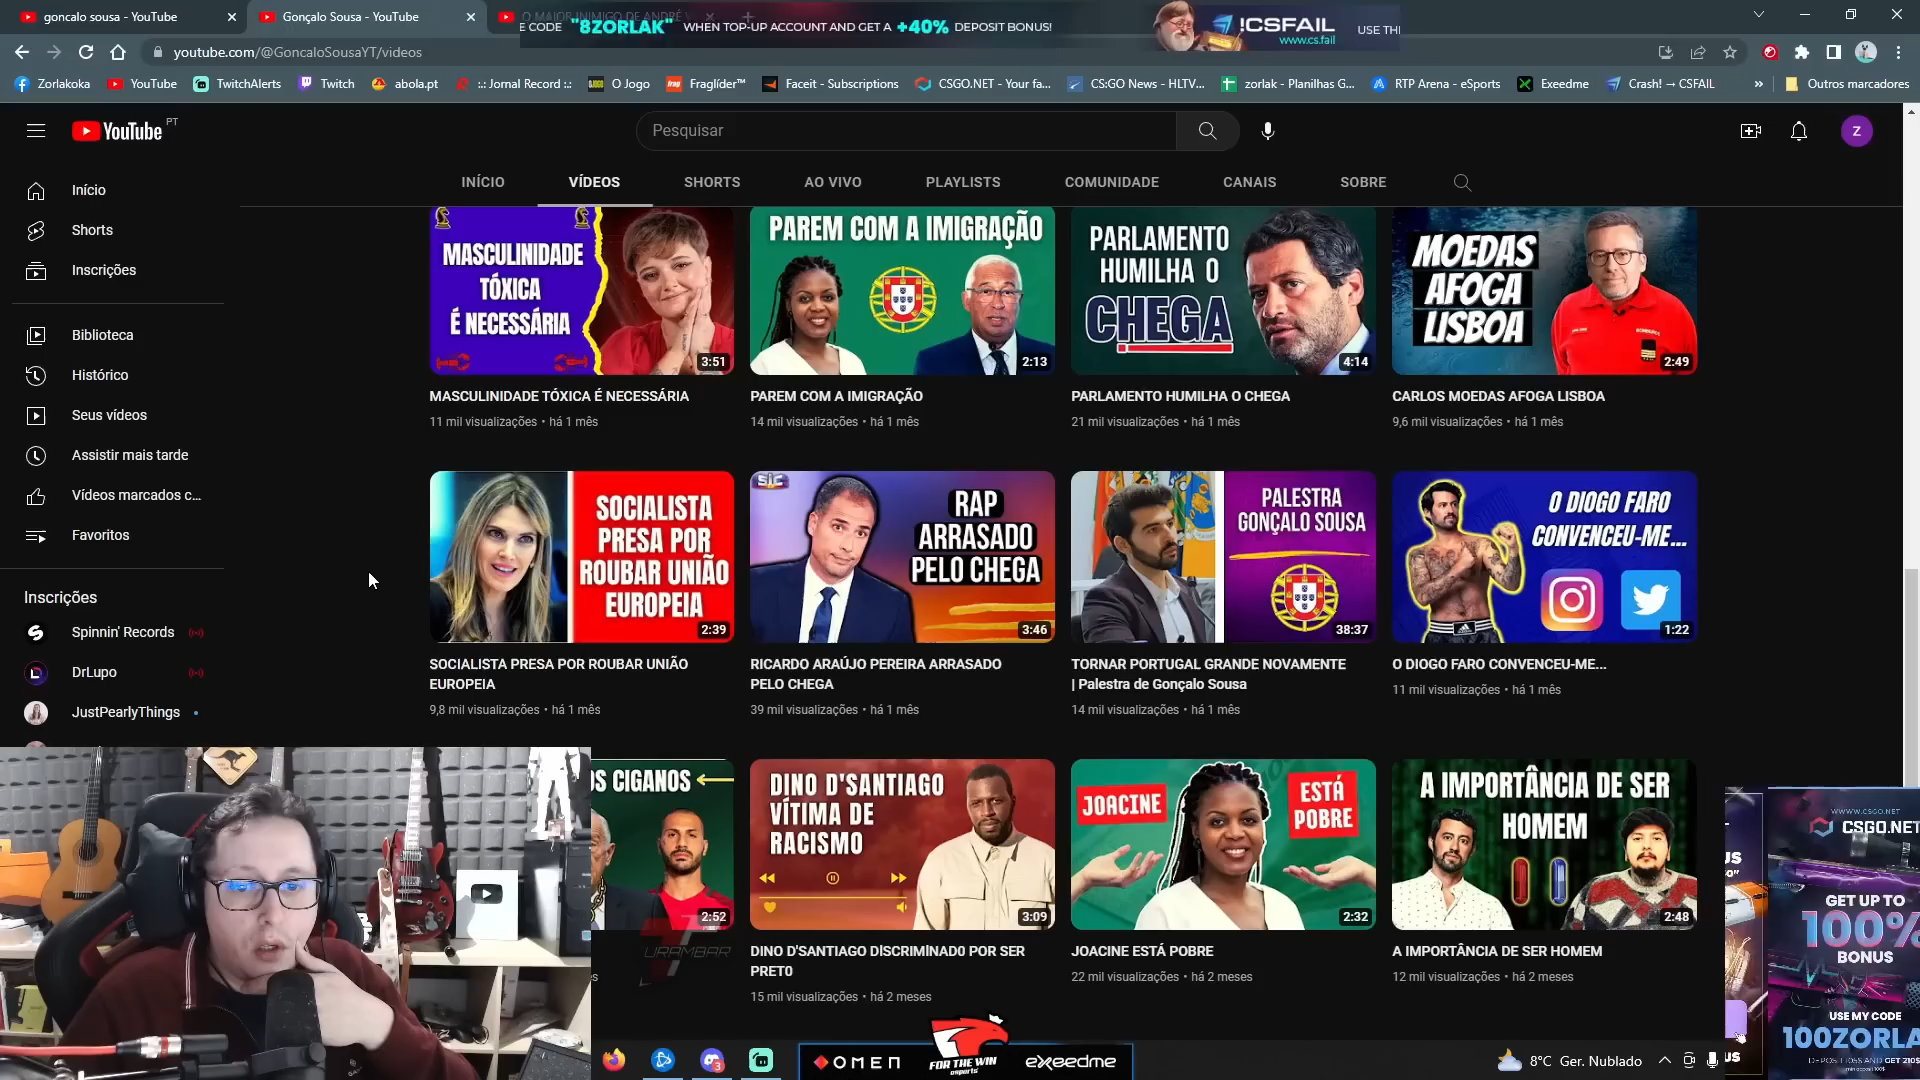 goncalo sousa - YouTube
Gonçalo Sousa - YouTube
O MAIOR INIMIGO DE ANDRÉ V
E CODE "8ZORLAK" WHEN TOP-UP ACCOUNT AND GET A +40% DEPOSIT BONUS!
!CSFAIL
www.cs.fail
USE THI
youtube.com/@GoncaloSousaYT/videos
Zorlakoka
YouTube
TwitchAlerts
Twitch
abola.pt
::: Jornal Record :::
O Jogo
Fraglíder™
Faceit - Subscriptions
CSGO.NET - Your fa...
CS:GO News - HLTV...
zorlak - Planilhas G...
RTP Arena - eSports
Exeedme
Crash! → CSFAIL
»
Outros marcadores
YouTube PT
Pesquisar
Z
INÍCIO
VÍDEOS
SHORTS
AO VIVO
PLAYLISTS
COMUNIDADE
CANAIS
SOBRE
Início
Shorts
Inscrições
Biblioteca
Histórico
Seus vídeos
Assistir mais tarde
Vídeos marcados c...
Favoritos
Inscrições
Spinnin' Records
DrLupo
JustPearlyThings
MASCULINIDADE
TÓXICA
É NECESSÁRIA
3:51
MASCULINIDADE TÓXICA É NECESSÁRIA
11 mil visualizações • há 1 mês
PAREM COM A IMIGRAÇÃO
2:13
PAREM COM A IMIGRAÇÃO
14 mil visualizações • há 1 mês
PARLAMENTO
HUMILHA O
CHEGA
4:14
PARLAMENTO HUMILHA O CHEGA
21 mil visualizações • há 1 mês
MOEDAS
AFOGA
LISBOA
2:49
CARLOS MOEDAS AFOGA LISBOA
9,6 mil visualizações • há 1 mês
SOCIALISTA
PRESA POR
ROUBAR UNIÃO
EUROPEIA
2:39
SOCIALISTA PRESA POR ROUBAR UNIÃO
EUROPEIA
9,8 mil visualizações • há 1 mês
SIC
RAP
ARRASADO
PELO CHEGA
3:46
RICARDO ARAÚJO PEREIRA ARRASADO
PELO CHEGA
39 mil visualizações • há 1 mês
PALESTRA
GONÇALO SOUSA
38:37
TORNAR PORTUGAL GRANDE NOVAMENTE
| Palestra de Gonçalo Sousa
14 mil visualizações • há 1 mês
O DIOGO FARO
CONVENCEU-ME...
1:22
O DIOGO FARO CONVENCEU-ME...
11 mil visualizações • há 1 mês
OS CIGANOS
2:52
DINO D'SANTIAGO
VÍTIMA DE
RACISMO
3:09
DINO D'SANTIAGO DÍSCRIMÍNAD0 POR SER
PRET0
15 mil visualizações • há 2 meses
JOACINE
ESTÁ
POBRE
2:32
JOACINE ESTÁ POBRE
22 mil visualizações • há 2 meses
A IMPORTÂNCIA DE SER
HOMEM
2:48
A IMPORTÂNCIA DE SER HOMEM
12 mil visualizações • há 2 meses
URAMBAR
OMEN
FOR THE WIN
esports
exeedme
WWW.CSGO.NET
CSGO.NET
GET UP TO
100%
BONUS
USE MY CODE
100ZORLA
8°C Ger. Nublado